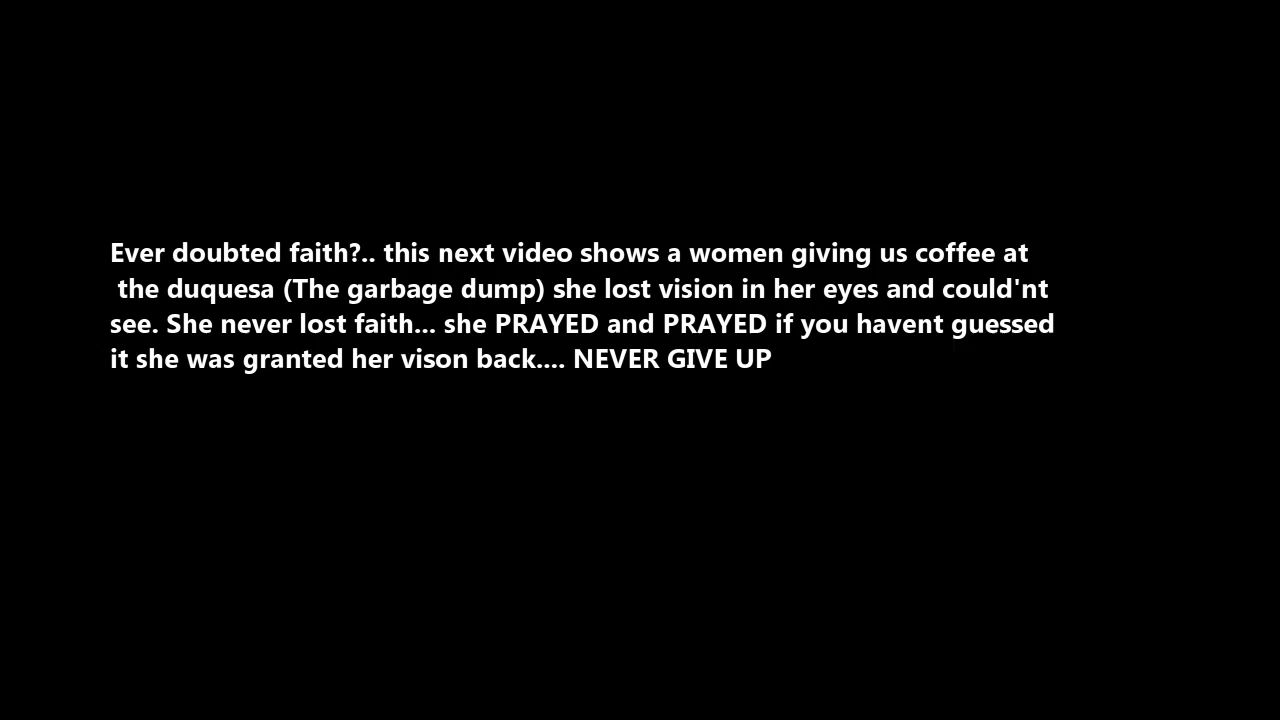 Ever doubted faith?.. this next video shows a women giving us coffee at
the duquesa (The garbage dump) she lost vision in her eyes and could'nt
see. She never lost faith... she PRAYED and PRAYED if you havent guessed
it she was granted her vison back.... NEVER GIVE UP